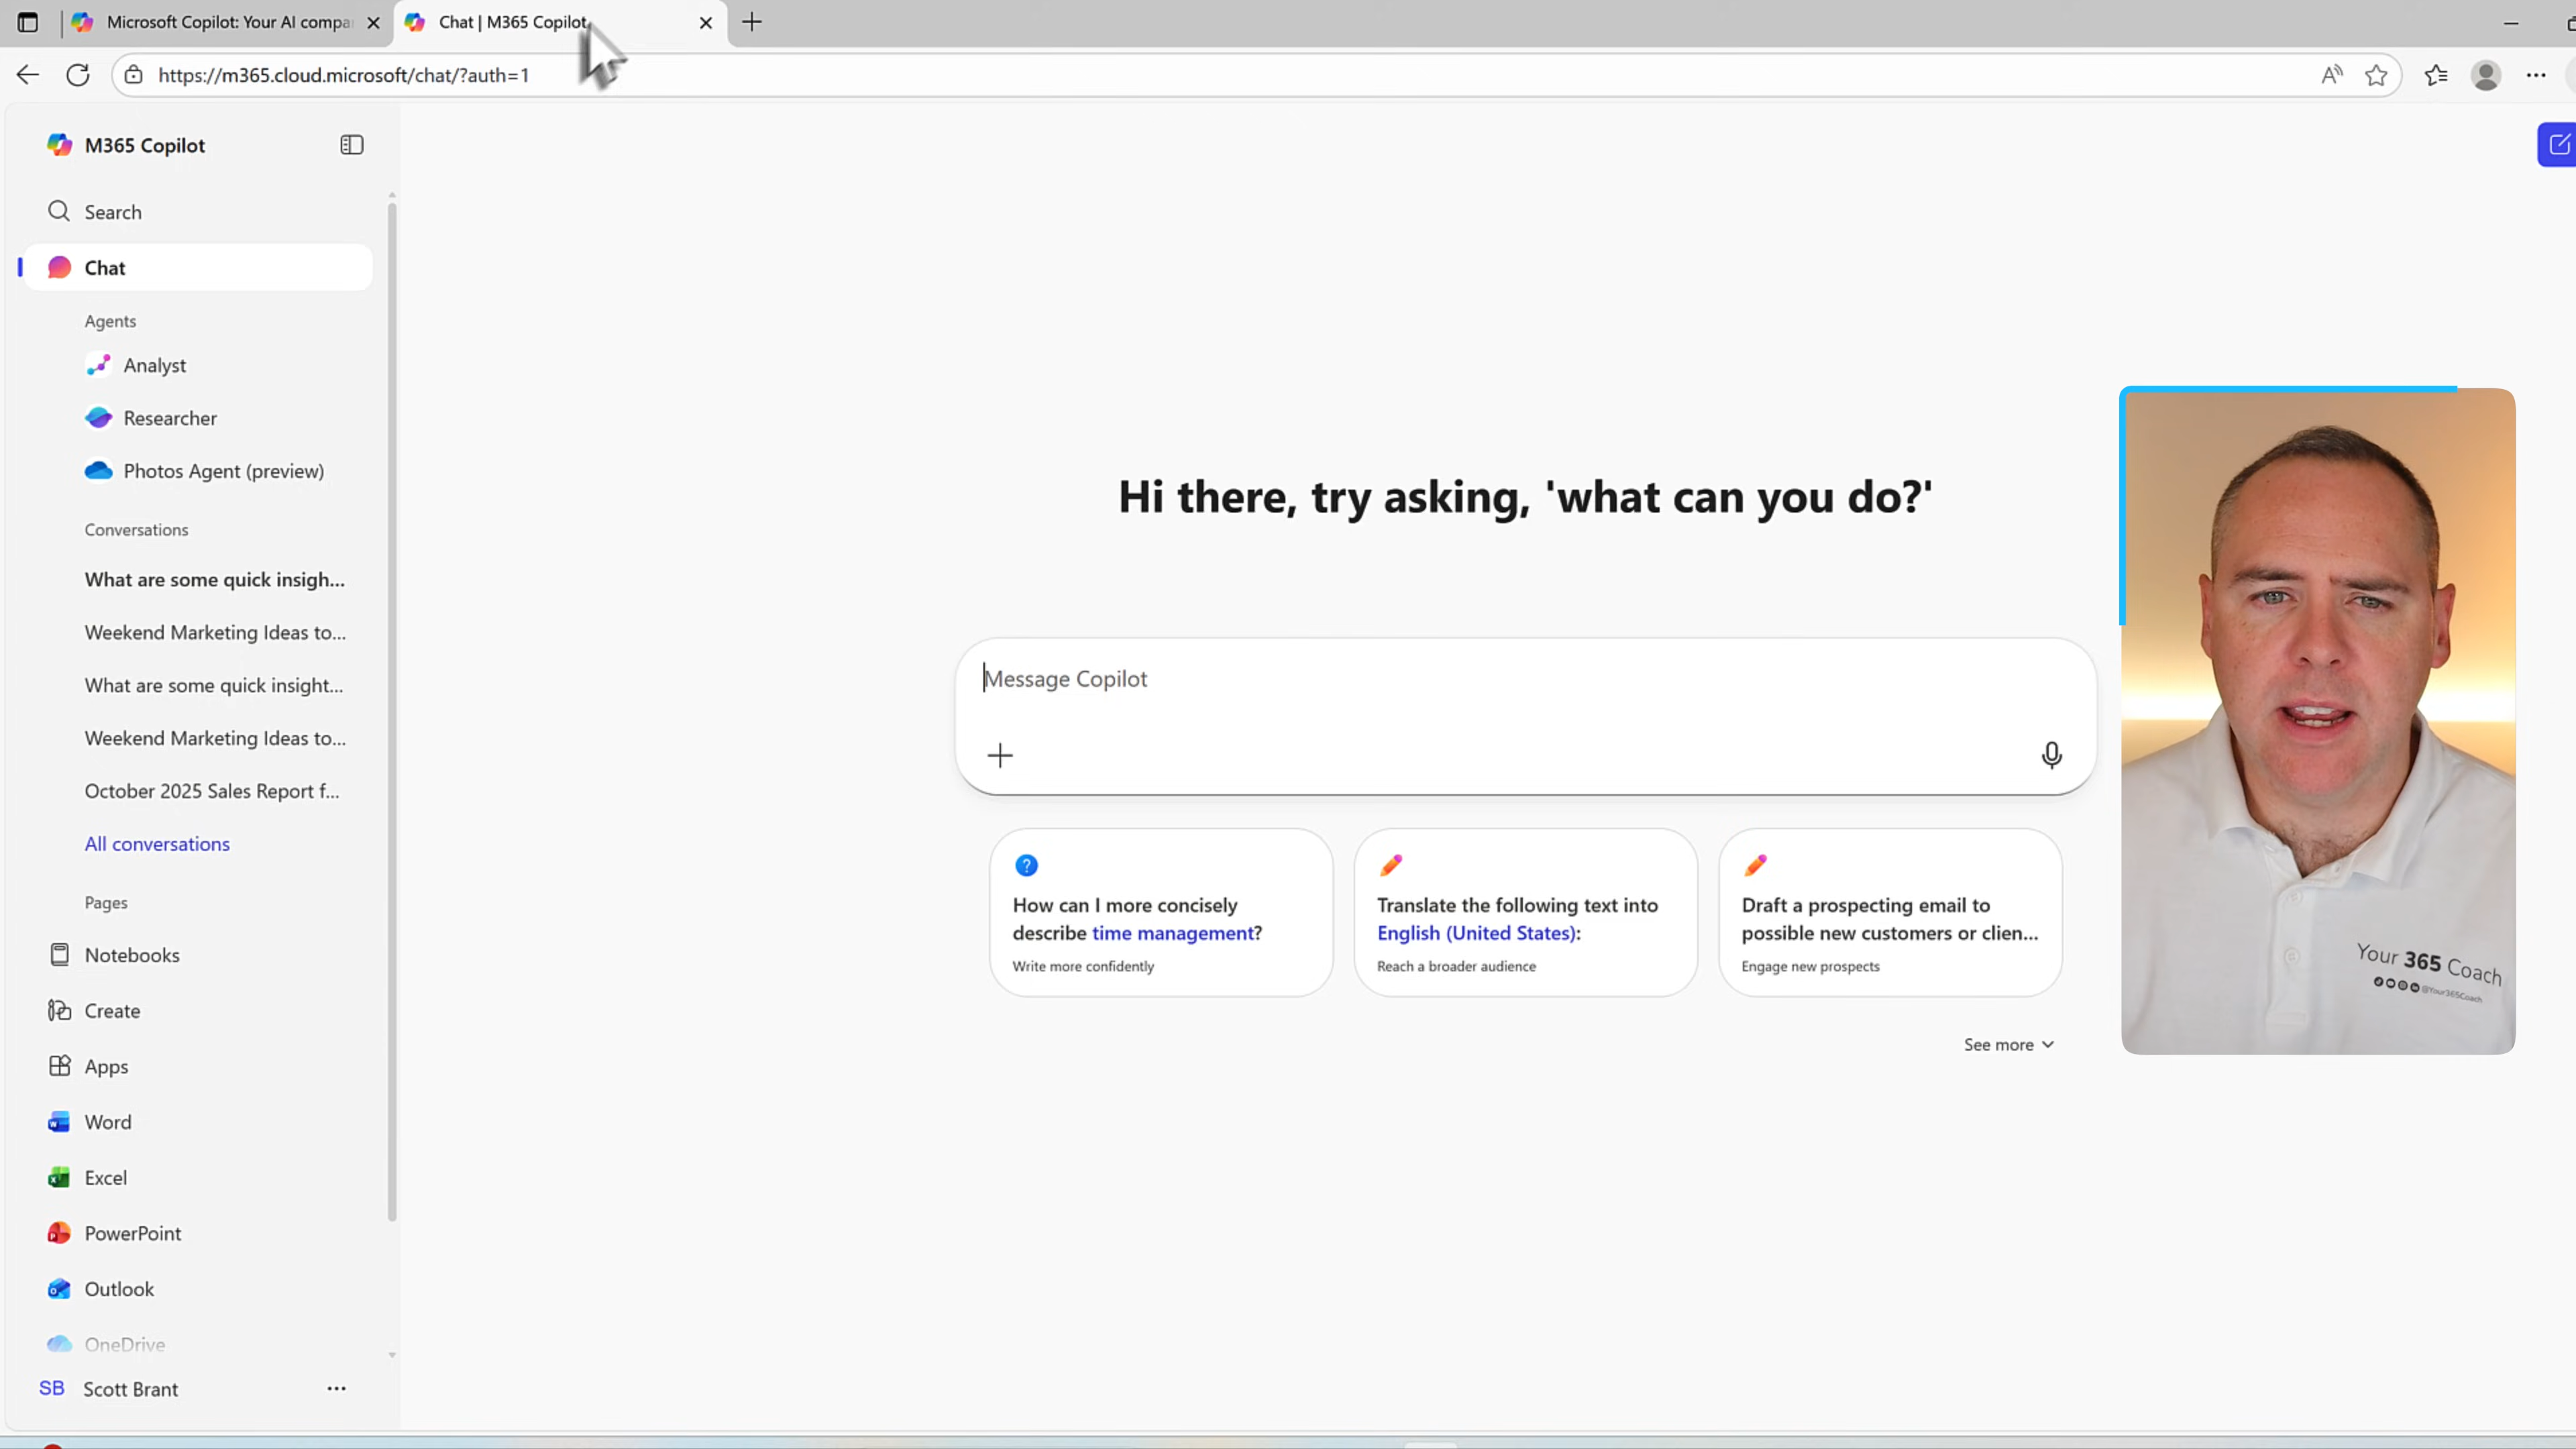 Microsoft Copilot: Your AI compa
Chat | M365 Copilot
https://m365.cloud.microsoft/chat/?auth=1
M365 Copilot
Search
Chat
Agents
Analyst
Researcher
Photos Agent (preview)
Conversations
What are some quick insigh...
Weekend Marketing Ideas to...
What are some quick insight...
Weekend Marketing Ideas to...
October 2025 Sales Report f...
All conversations
Pages
Notebooks
Create
Apps
Word
Excel
PowerPoint
Outlook
OneDrive
SB Scott Brant
Hi there, try asking, 'what can you do?'
Message Copilot
How can I more concisely
describe time management?
Write more confidently
Translate the following text into
English (United States):
Reach a broader audience
Draft a prospecting email to
possible new customers or clien...
Engage new prospects
See more
Your 365 Coach
@Your365Coach